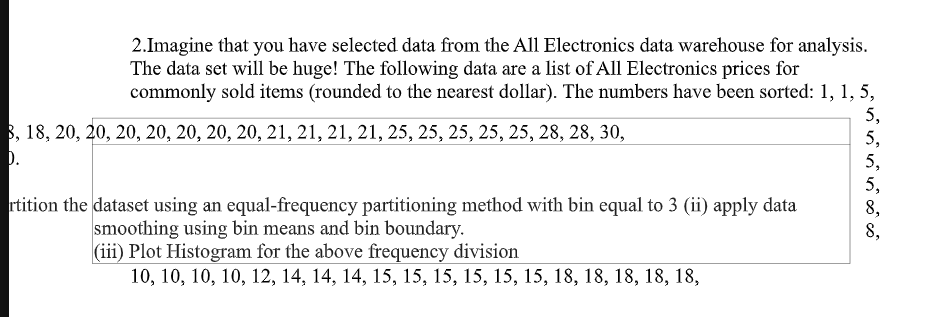 2.Imagine that you have selected data from the All Electronics data warehouse for analysis.
The data set will be huge! The following data are a list of All Electronics prices for
commonly sold items (rounded to the nearest dollar). The numbers have been sorted: 1, 1, 5,
5,
5,
5,
5,
8,
8,
8, 18, 20, 20, 20, 20, 20, 20, 20, 21, 21, 21, 21, 25, 25, 25, 25, 25, 28, 28, 30,
0.
rtition the dataset using an equal-frequency partitioning method with bin equal to 3 (ii) apply data
smoothing using bin means and bin boundary.
(iii) Plot Histogram for the above frequency division
10, 10, 10, 10, 12, 14, 14, 14, 15, 15, 15, 15, 15, 15, 18, 18, 18, 18, 18,